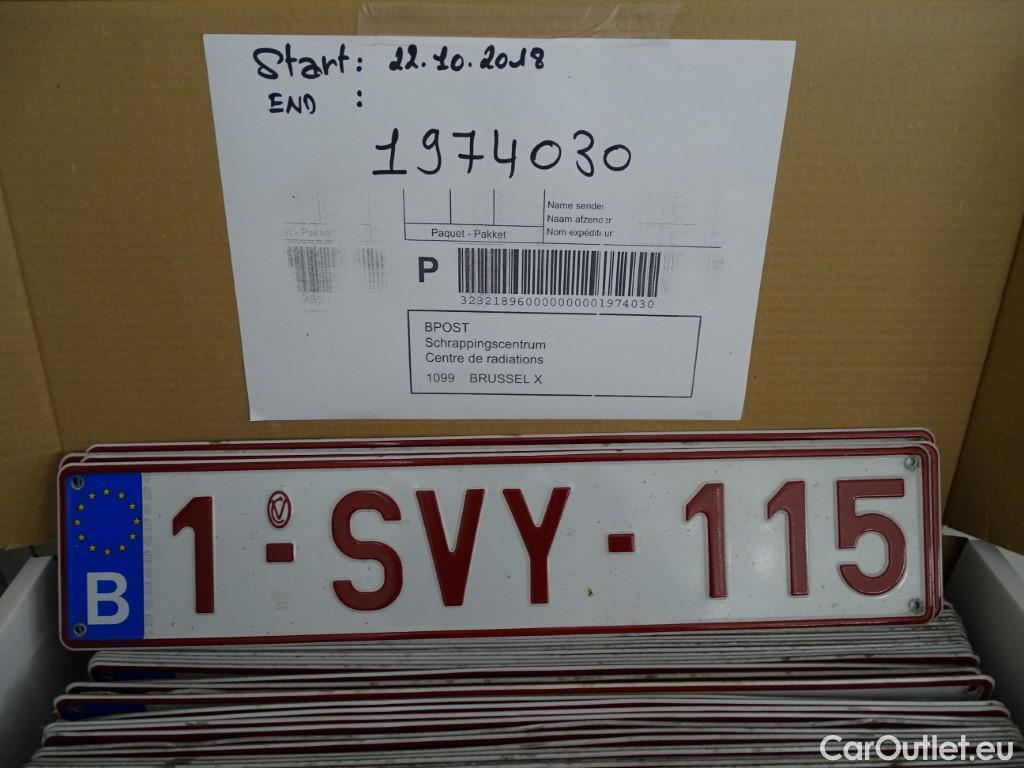 Start: 22.10.2018
END :
1974030
Name sender
Naam afzender
Nom expéditeur
Paquet - Pakket
P
323218960000000001974030
BPOST
Schrappingscentrum
Centre de radiations
1099 BRUSSEL X
B 1-SVY-115
CarOutlet.eu